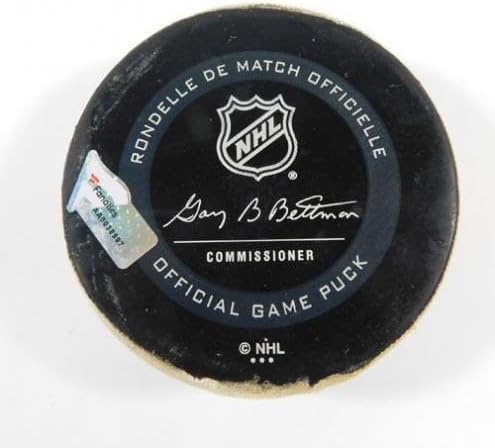 RONDELLE DE MATCH OFFICIELLE
NHL
®
Gary B Bettman
COMMISSIONER
OFFICIAL GAME PUCK
© NHL
Fanatics